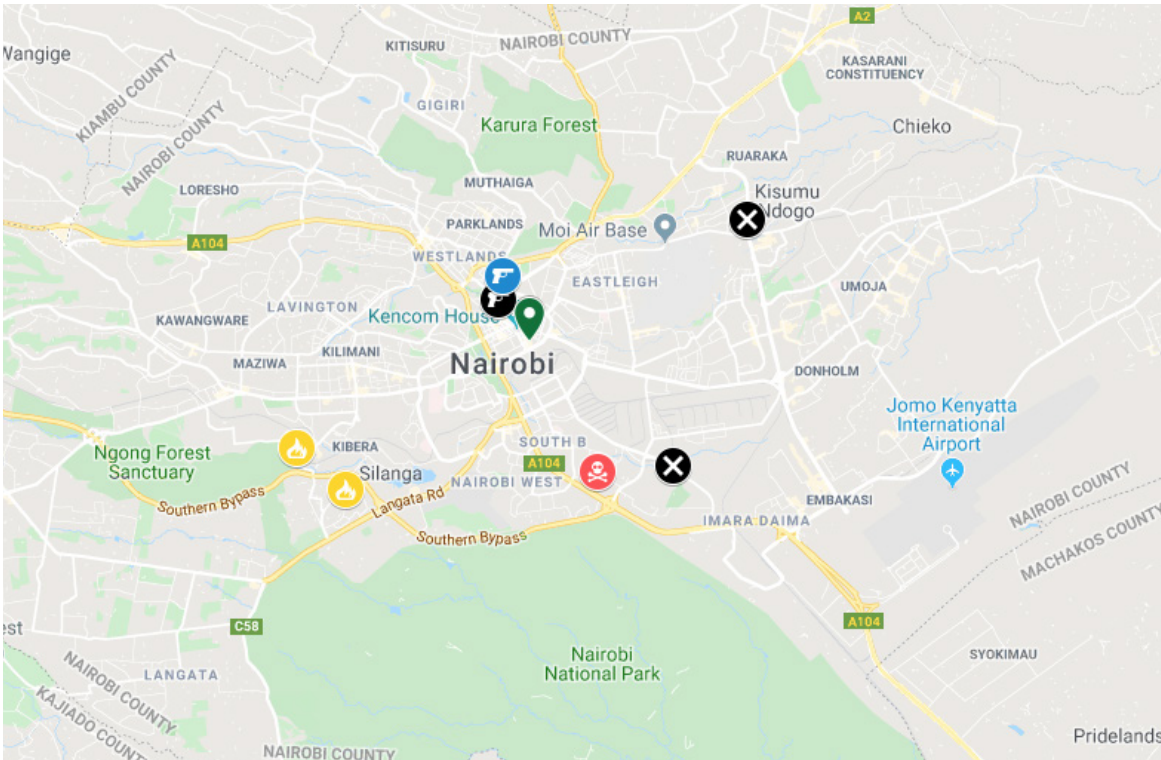 A2
NAIROBI COUNTY
KITISURU
Wangige
KASARANI
CONSTITUENCY
KIAMBU COUNTY
NAIROBI COUNTY
GIGIRI
Karura Forest
Chieko
RUARAKA
MUTHAIGA
LORESHO
Kisumu
Ndogo
PARKLANDS
Moi Air Base
A104
WESTLANDS
EASTLEIGH
UMOJA
LAVINGTON
Kencom House
KAWANGWARE
KILIMANI
MAZIWA
Nairobi
DONHOLM
Jomo Kenyatta
International
Airport
SOUTH B
KIBERA
Ngong Forest
Sanctuary
A104
Silanga
NAIROBI WEST
Southern Bypass
Langata Rd
EMBAKASI
NAIROBI COUNTY
IMARA DAIMA
Southern Bypass
MACHAKOS COUNTY
A104
C58
est
Nairobi
National Park
SYOKIMAU
LANGATA
NAIROBI COUNTY
KAJIADO COUNTY
Pridelands
NAIROBI COUNTY